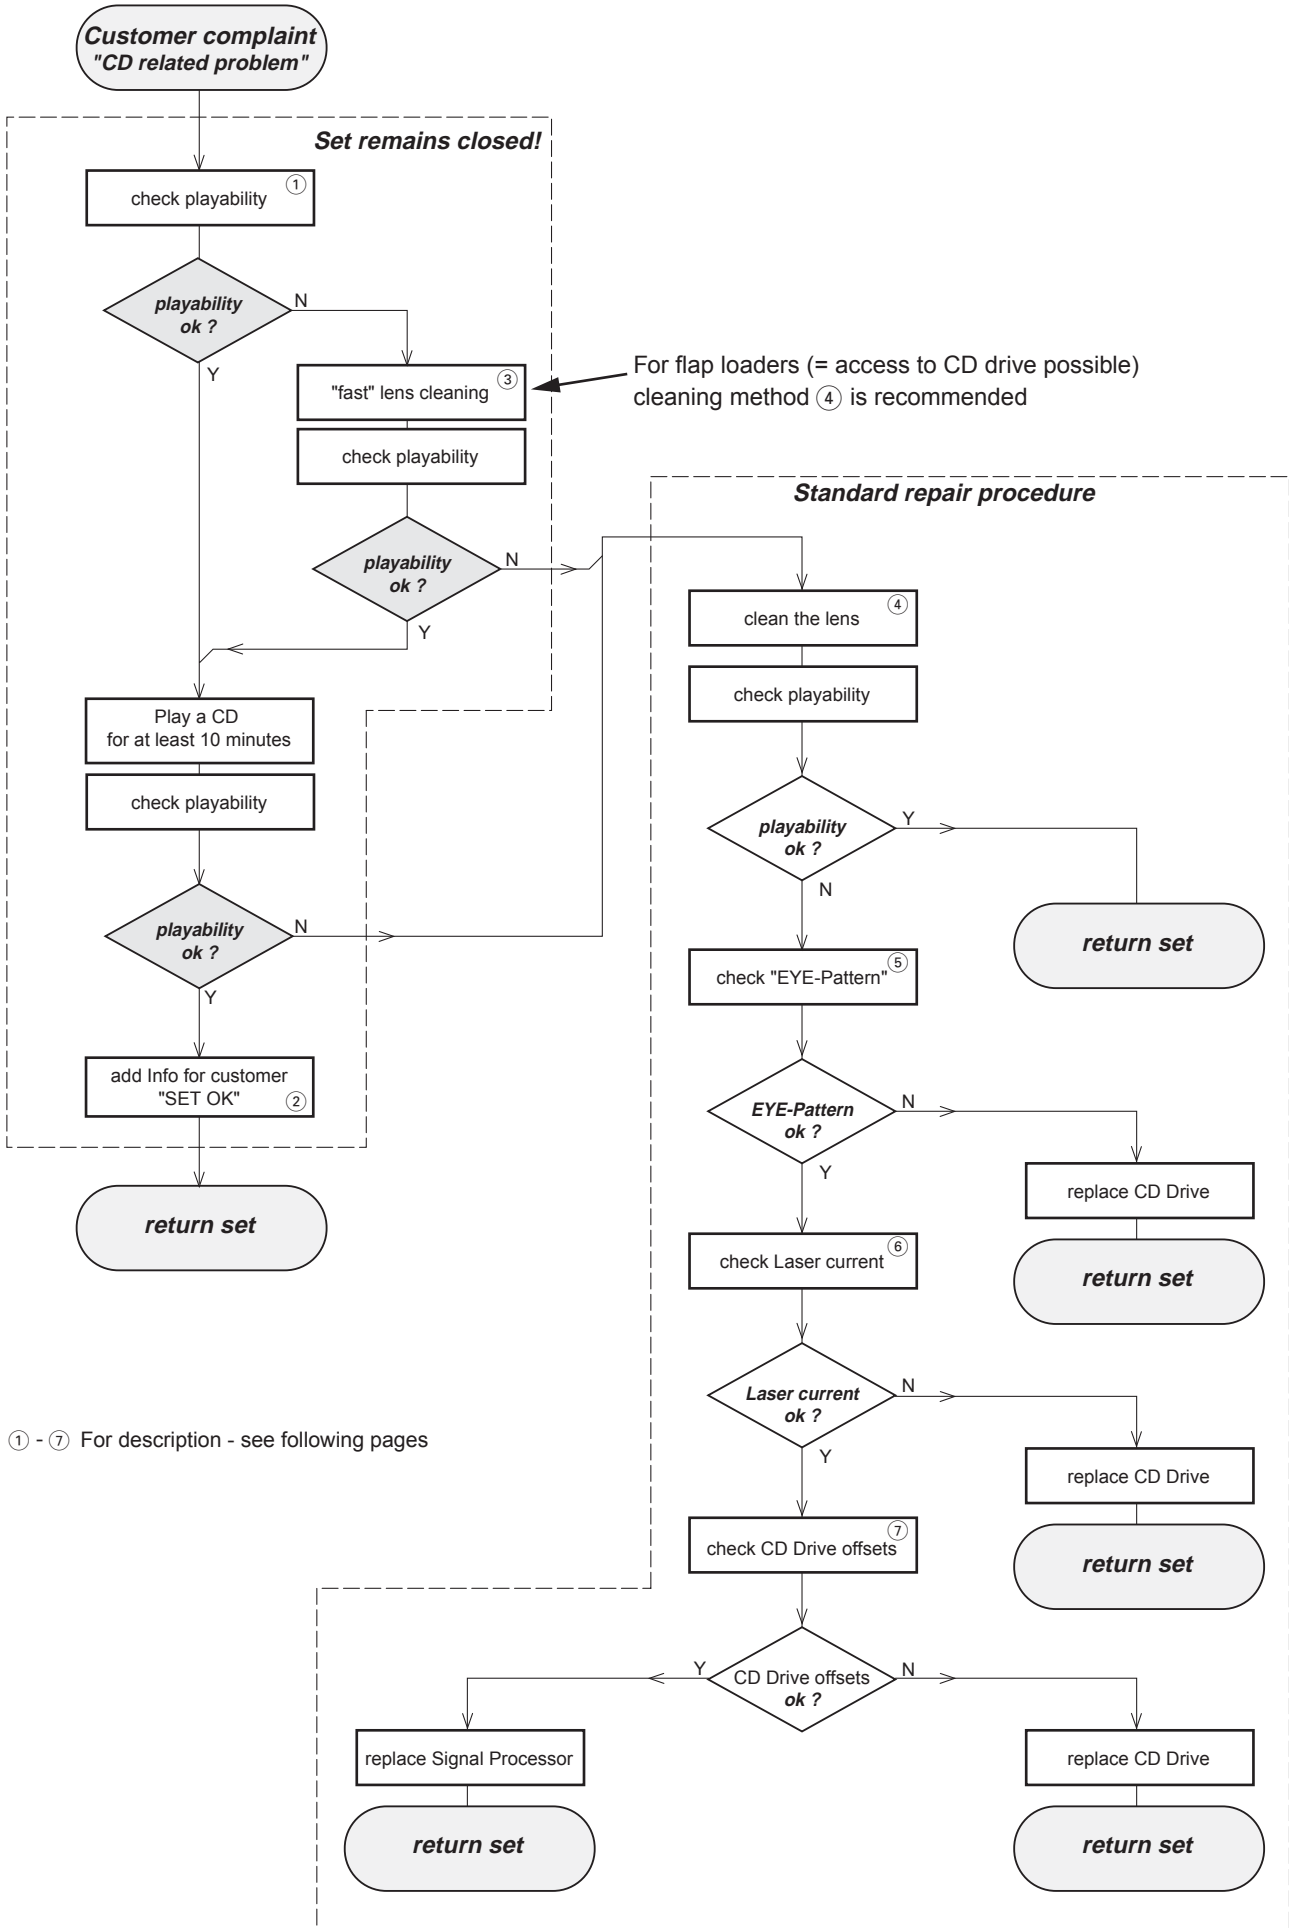 Customer complaint
"CD related problem"
Set remains closed!
check playability ①
playability
ok ?
N
Y
"fast" lens cleaning ③
For flap loaders (= access to CD drive possible)
cleaning method ④ is recommended
check playability
playability
ok ?
N
Y
Play a CD
for at least 10 minutes
check playability
playability
ok ?
N
Y
add Info for customer
"SET OK" ②
return set
Standard repair procedure
clean the lens ④
check playability
playability
ok ?
Y
N
return set
check "EYE-Pattern" ⑤
EYE-Pattern
ok ?
N
Y
replace CD Drive
return set
check Laser current ⑥
Laser current
ok ?
N
Y
replace CD Drive
return set
check CD Drive offsets ⑦
CD Drive offsets
ok ?
Y
N
replace Signal Processor
return set
replace CD Drive
return set
① - ⑦ For description - see following pages